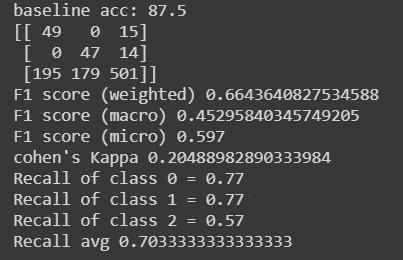 baseline acc: 87.5
[[ 49   0  15]
 [  0  47  14]
 [195 179 501]]
F1 score (weighted) 0.6643640827534588
F1 score (macro) 0.45295840345749205
F1 score (micro) 0.597
cohen's Kappa 0.20488982890333984
Recall of class 0 = 0.77
Recall of class 1 = 0.77
Recall of class 2 = 0.57
Recall avg 0.7033333333333333